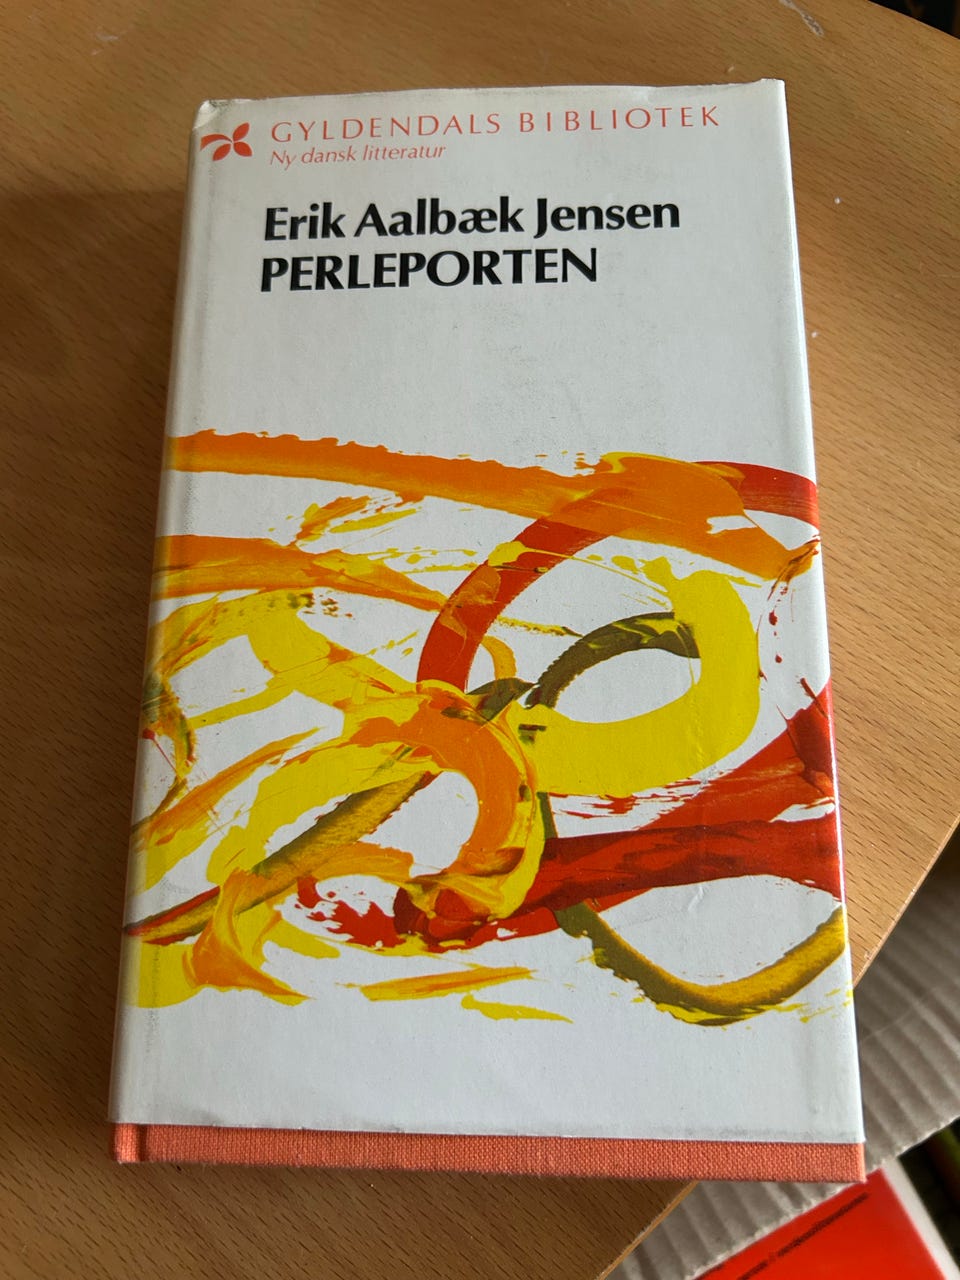 GYLDENDALS BIBLIOTEK
Ny dansk litteratur
Erik Aalbæk Jensen
PERLEPORTEN